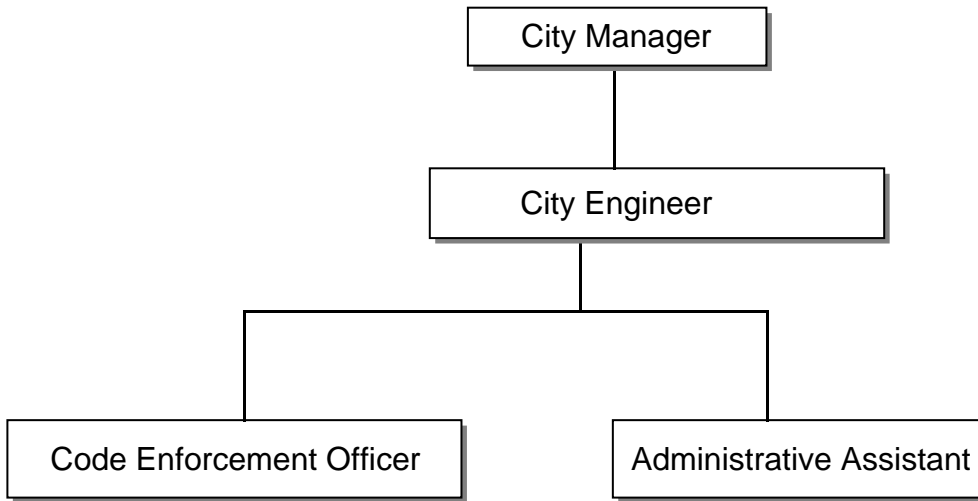 City Manager
City Engineer
Code Enforcement Officer
Administrative Assistant